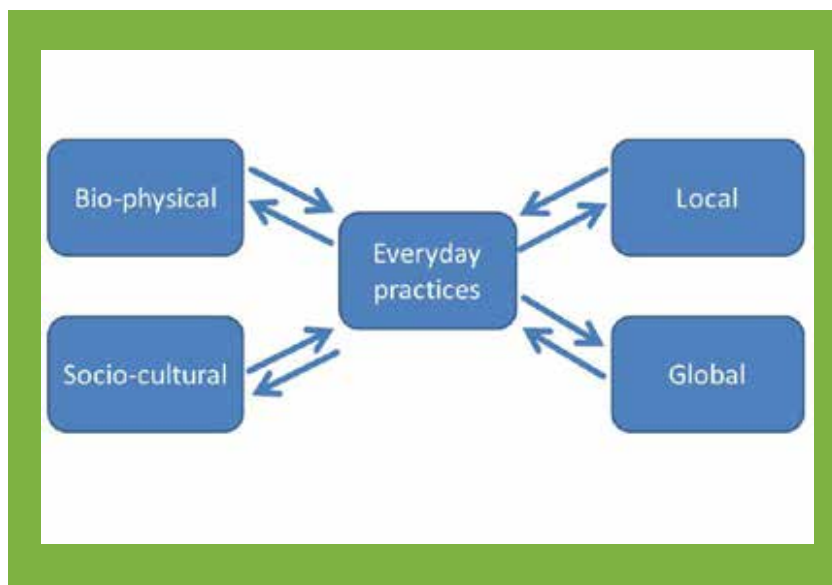 Bio-physical
Local
Everyday
practices
Socio-cultural
Global